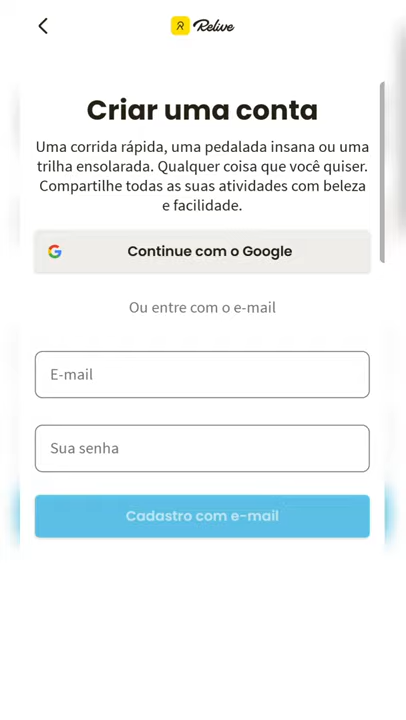 Relive
Criar uma conta
Uma corrida rápida, uma pedalada insana ou uma
trilha ensolarada. Qualquer coisa que você quiser.
Compartilhe todas as suas atividades com beleza
e facilidade.
Continue com o Google
Ou entre com o e-mail
E-mail
Sua senha
Cadastro com e-mail